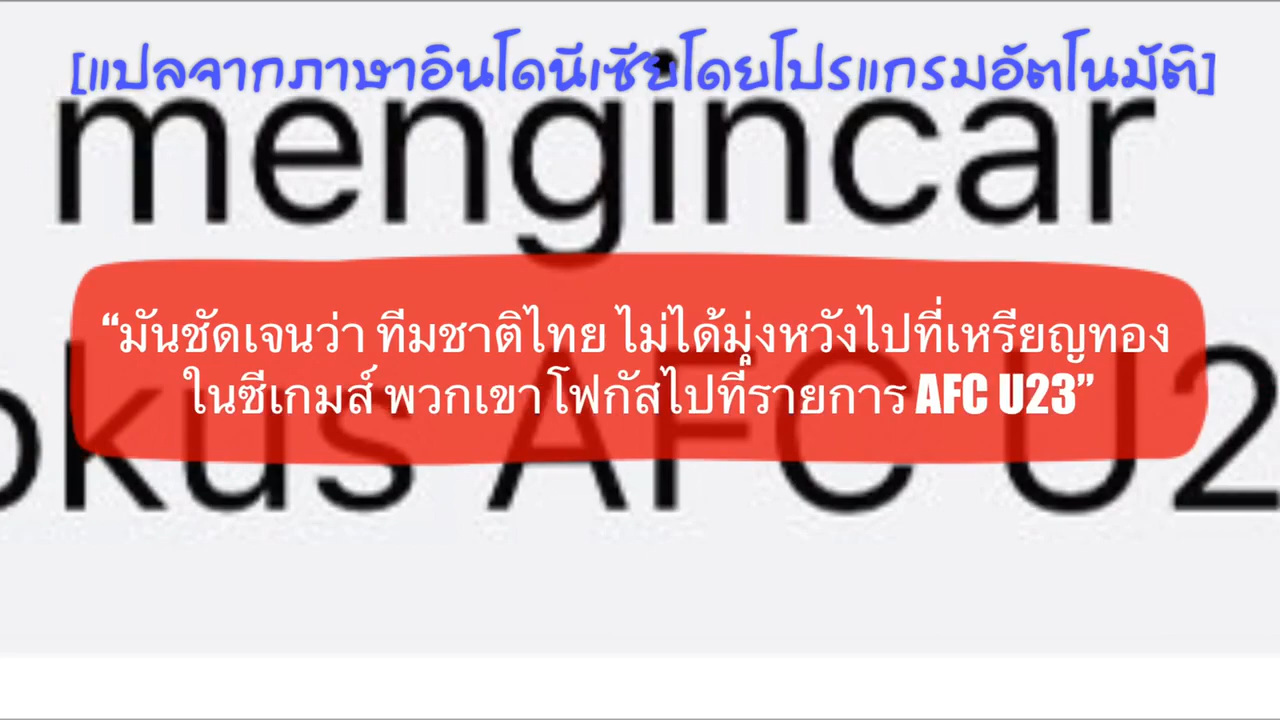 [แปลจากภาษาอินโดนีเซียโดยโปรแกรมอัตโนมัติ]
mengincar
“มันชัดเจนว่า ทีมชาติไทย ไม่ได้มุ่งหวังไปที่เหรียญทอง
ในซีเกมส์ พวกเขาโฟกัสไปที่รายการ AFC U23”
okus AFC U2